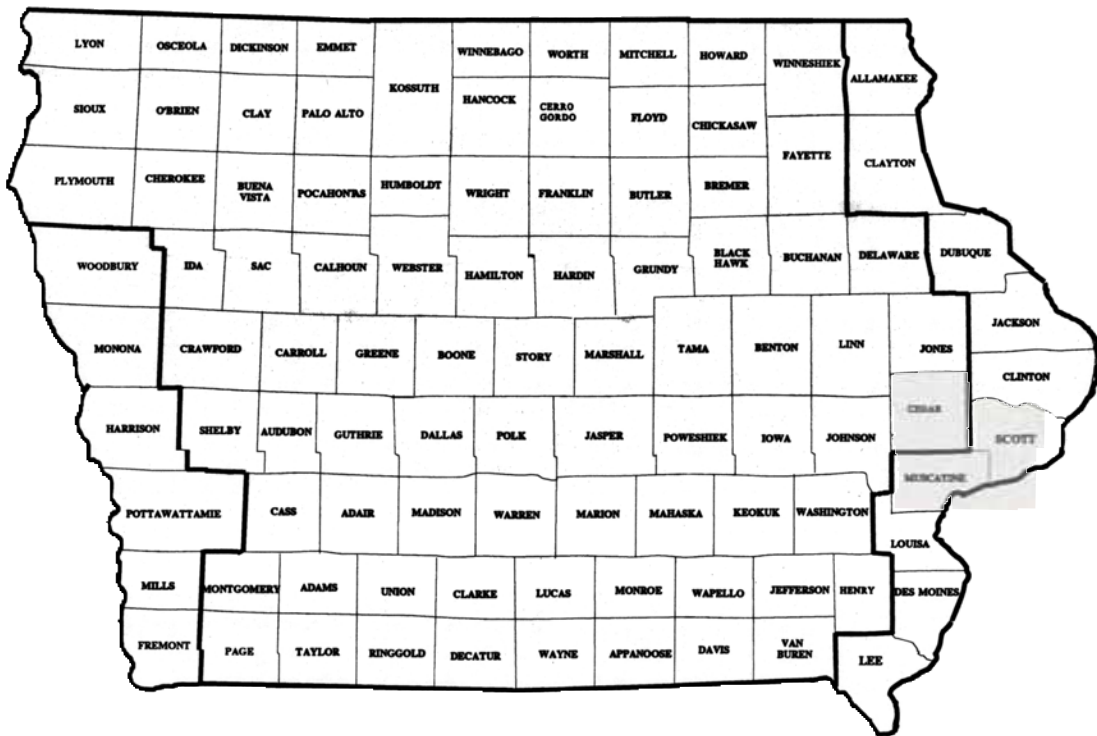 LYON
OSCEOLA
DICKINSON
EMMET
KOSSUTH
WINNEBAGO
WORTH
MITCHELL
HOWARD
WINNESHIEK
ALLAMAKEE
SIOUX
O'BRIEN
CLAY
PALO ALTO
HANCOCK
CERRO
GORDO
FLOYD
CHICKASAW
FAYETTE
CLAYTON
PLYMOUTH
CHEROKEE
BUENA
VISTA
POCAHONTAS
HUMBOLDT
WRIGHT
FRANKLIN
BUTLER
BREMER
WOODBURY
IDA
SAC
CALHOUN
WEBSTER
HAMILTON
HARDIN
GRUNDY
BLACK
HAWK
BUCHANAN
DELAWARE
DUBUQUE
MONONA
CRAWFORD
CARROLL
GREENE
BOONE
STORY
MARSHALL
TAMA
BENTON
LINN
JONES
JACKSON
CLINTON
HARRISON
SHELBY
AUDUBON
GUTHRIE
DALLAS
POLK
JASPER
POWESHIEK
IOWA
JOHNSON
CEDAR
SCOTT
MUSCATINE
POTTAWATTAMIE
CASS
ADAIR
MADISON
WARREN
MARION
MAHASKA
KEOKUK
WASHINGTON
LOUISA
MILLS
MONTGOMERY
ADAMS
UNION
CLARKE
LUCAS
MONROE
WAPELLO
JEFFERSON
HENRY
DES MOINES
FREMONT
PAGE
TAYLOR
RINGGOLD
DECATUR
WAYNE
APPANOOSE
DAVIS
VAN
BUREN
LEE